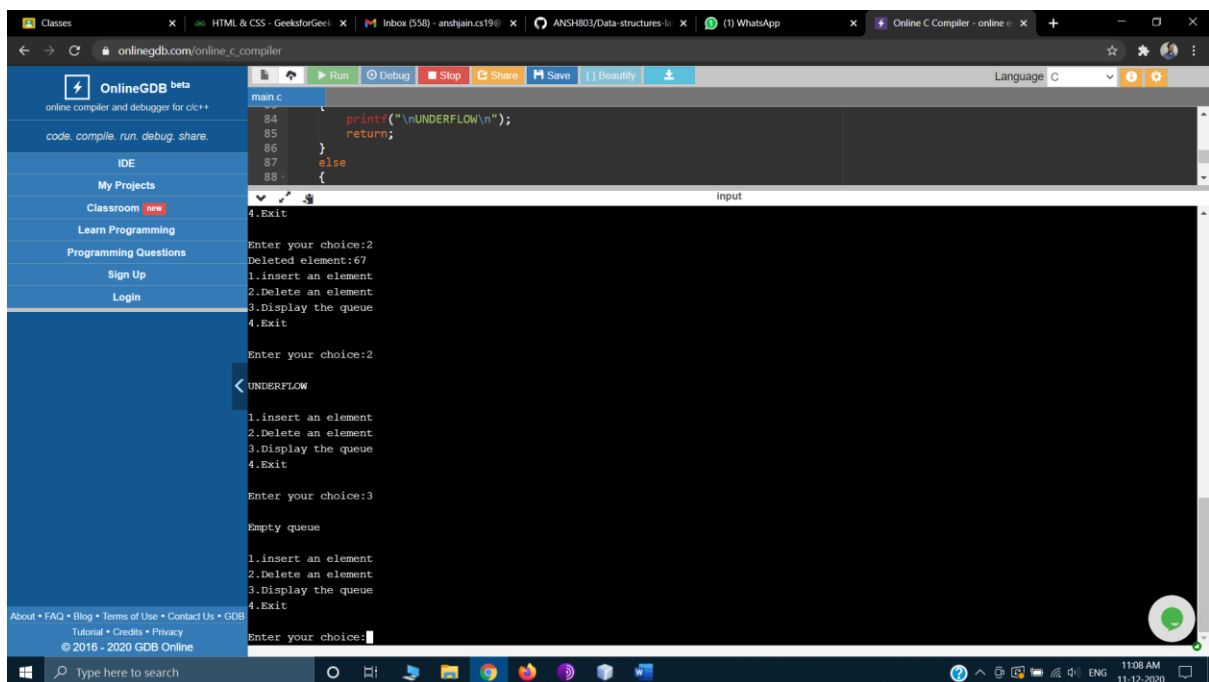 Classes
HTML & CSS - GeeksforGeek
Inbox (558) - anshjain.cs19@
ANSH803/Data-structures-la
(1) WhatsApp
Online C Compiler - online e
onlinegdb.com/online_c_compiler
OnlineGDB beta
online compiler and debugger for c/c++
code. compile. run. debug. share.
IDE
My Projects
Classroom new
Learn Programming
Programming Questions
Sign Up
Login
About • FAQ • Blog • Terms of Use • Contact Us • GDB
Tutorial • Credits • Privacy
© 2016 - 2020 GDB Online
Run Debug Stop Share Save { } Beautify
Language C
main.c
{
84 printf("\nUNDERFLOW\n");
85 return;
86 }
87 else
88 {
input
4.Exit
Enter your choice:2
Deleted element:67
1.insert an element
2.Delete an element
3.Display the queue
4.Exit
Enter your choice:2
UNDERFLOW
1.insert an element
2.Delete an element
3.Display the queue
4.Exit
Enter your choice:3
Empty queue
1.insert an element
2.Delete an element
3.Display the queue
4.Exit
Enter your choice:
Type here to search
ENG
11:08 AM
11-12-2020